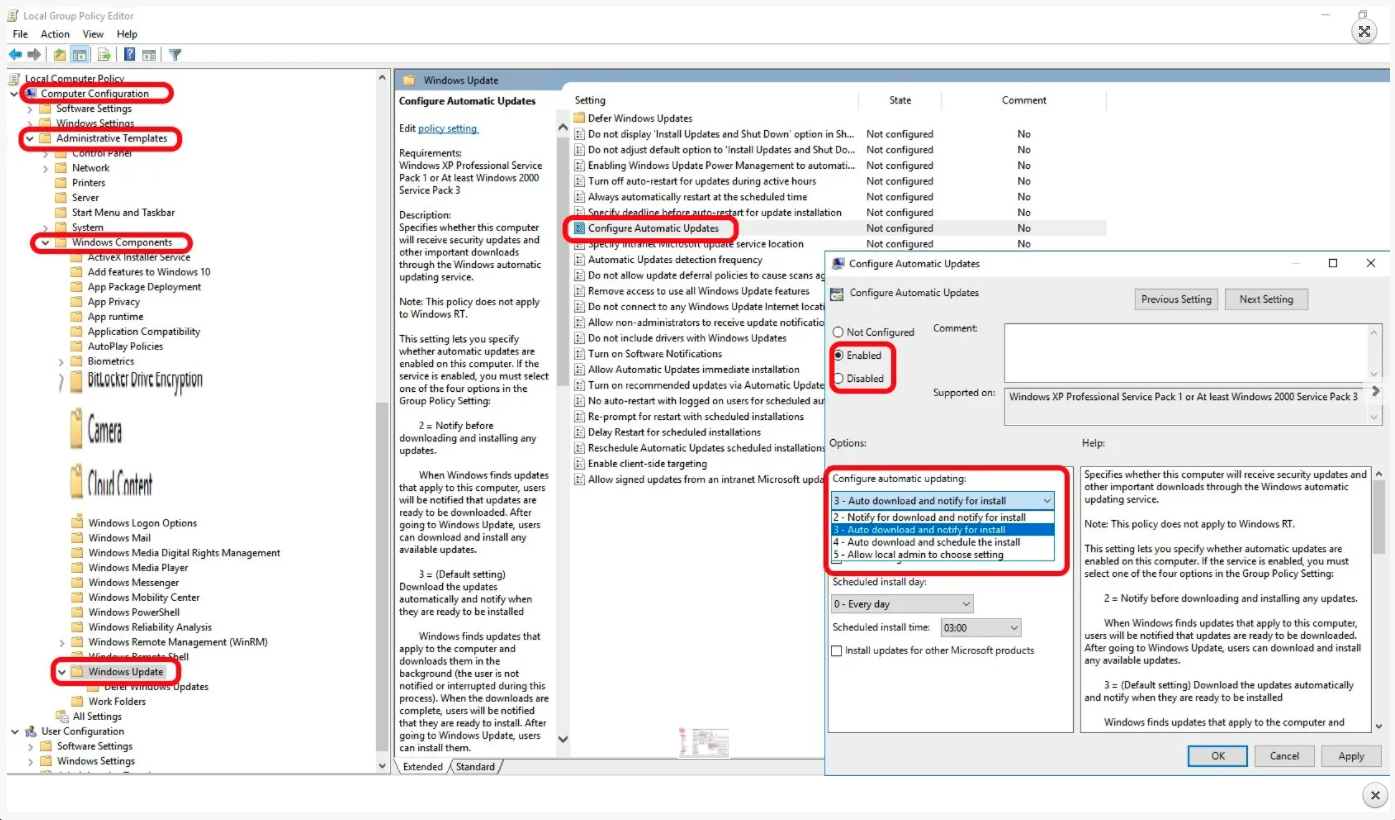 Local Group Policy Editor
File Action View Help
Local Computer Policy
Computer Configuration
Software Settings
Windows Settings
Administrative Templates
Control Panel
Network
Printers
Server
Start Menu and Taskbar
System
Windows Components
ActiveX Installer Service
Add features to Windows 10
App Package Deployment
App Privacy
App runtime
Application Compatibility
AutoPlay Policies
Biometrics
BitLocker Drive Encryption
Camera
Cloud Content
Windows Logon Options
Windows Mail
Windows Media Digital Rights Management
Windows Media Player
Windows Messenger
Windows Mobility Center
Windows PowerShell
Windows Reliability Analysis
Windows Remote Management (WinRM)
Windows Remote Shell
Windows Update
Defer Windows Updates
Work Folders
All Settings
User Configuration
Software Settings
Windows Settings
Windows Update
Configure Automatic Updates
Edit policy setting
Requirements:
Windows XP Professional Service
Pack 1 or At least Windows 2000
Service Pack 3
Description:
Specifies whether this computer
will receive security updates and
other important downloads
through the Windows automatic
updating service.
Note: This policy does not apply
to Windows RT.
This setting lets you specify
whether automatic updates are
enabled on this computer. If the
service is enabled, you must select
one of the four options in the
Group Policy Setting:
2 = Notify before
downloading and installing any
updates.
When Windows finds updates
that apply to this computer, users
will be notified that updates are
ready to be downloaded. After
going to Windows Update, users
can download and install any
available updates.
3 = (Default setting)
Download the updates
automatically and notify when
they are ready to be installed
Windows finds updates that
apply to the computer and
downloads them in the
background (the user is not
notified or interrupted during this
process). When the downloads are
complete, users will be notified
that they are ready to install. After
going to Windows Update, users
can install them.
Extended Standard
Setting State Comment
Defer Windows Updates
Do not display 'Install Updates and Shut Down' option in Sh... Not configured No
Do not adjust default option to 'Install Updates and Shut Do... Not configured No
Enabling Windows Update Power Management to automati... Not configured No
Turn off auto-restart for updates during active hours Not configured No
Always automatically restart at the scheduled time Not configured No
Specify deadline before auto-restart for update installation Not configured No
Configure Automatic Updates Not configured No
Specify intranet Microsoft update service location Not configured No
Automatic Updates detection frequency
Do not allow update deferral policies to cause scans ag
Remove access to use all Windows Update features
Do not connect to any Windows Update Internet locati
Allow non-administrators to receive update notificatio
Do not include drivers with Windows Updates
Turn on Software Notifications
Allow Automatic Updates immediate installation
Turn on recommended updates via Automatic Update
No auto-restart with logged on users for scheduled au
Re-prompt for restart with scheduled installations
Delay Restart for scheduled installations
Reschedule Automatic Updates scheduled installations
Enable client-side targeting
Allow signed updates from an intranet Microsoft upda
Configure Automatic Updates
Configure Automatic Updates
Previous Setting Next Setting
Not Configured
Enabled
Disabled
Comment:
Supported on:
Windows XP Professional Service Pack 1 or At least Windows 2000 Service Pack 3
Options:
Help:
Configure automatic updating:
3 - Auto download and notify for install
2 - Notify for download and notify for install
3 - Auto download and notify for install
4 - Auto download and schedule the install
5 - Allow local admin to choose setting
Scheduled install day:
0 - Every day
Scheduled install time: 03:00
Install updates for other Microsoft products
Specifies whether this computer will receive security updates and
other important downloads through the Windows automatic
updating service.
Note: This policy does not apply to Windows RT.
This setting lets you specify whether automatic updates are
enabled on this computer. If the service is enabled, you must
select one of the four options in the Group Policy Setting:
2 = Notify before downloading and installing any updates.
When Windows finds updates that apply to this computer,
users will be notified that updates are ready to be downloaded.
After going to Windows Update, users can download and install
any available updates.
3 = (Default setting) Download the updates automatically
and notify when they are ready to be installed
Windows finds updates that apply to the computer and
OK Cancel Apply